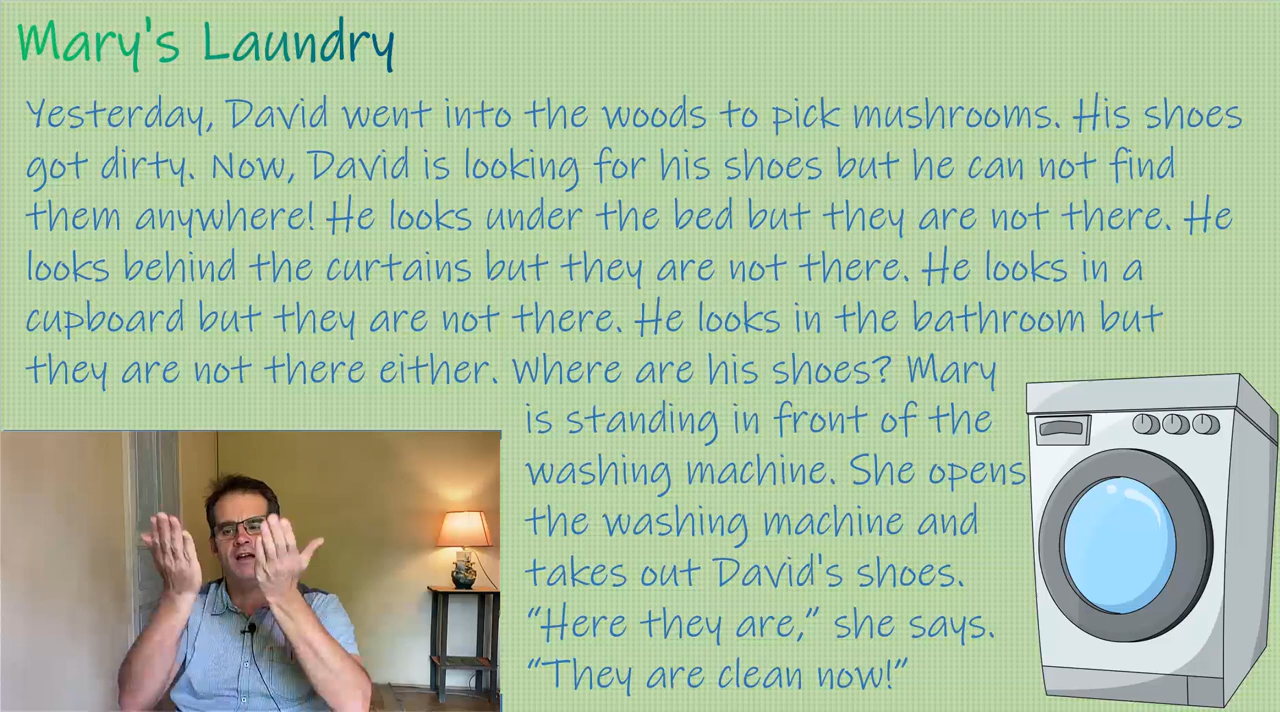 Mary's Laundry
Yesterday, David went into the woods to pick mushrooms. His shoes
got dirty. Now, David is looking for his shoes but he can not find
them anywhere! He looks under the bed but they are not there. He
looks behind the curtains but they are not there. He looks in a
cupboard but they are not there. He looks in the bathroom but
they are not there either. Where are his shoes? Mary
is standing in front of the
washing machine. She opens
the washing machine and
takes out David's shoes.
“Here they are,” she says.
“They are clean now!”